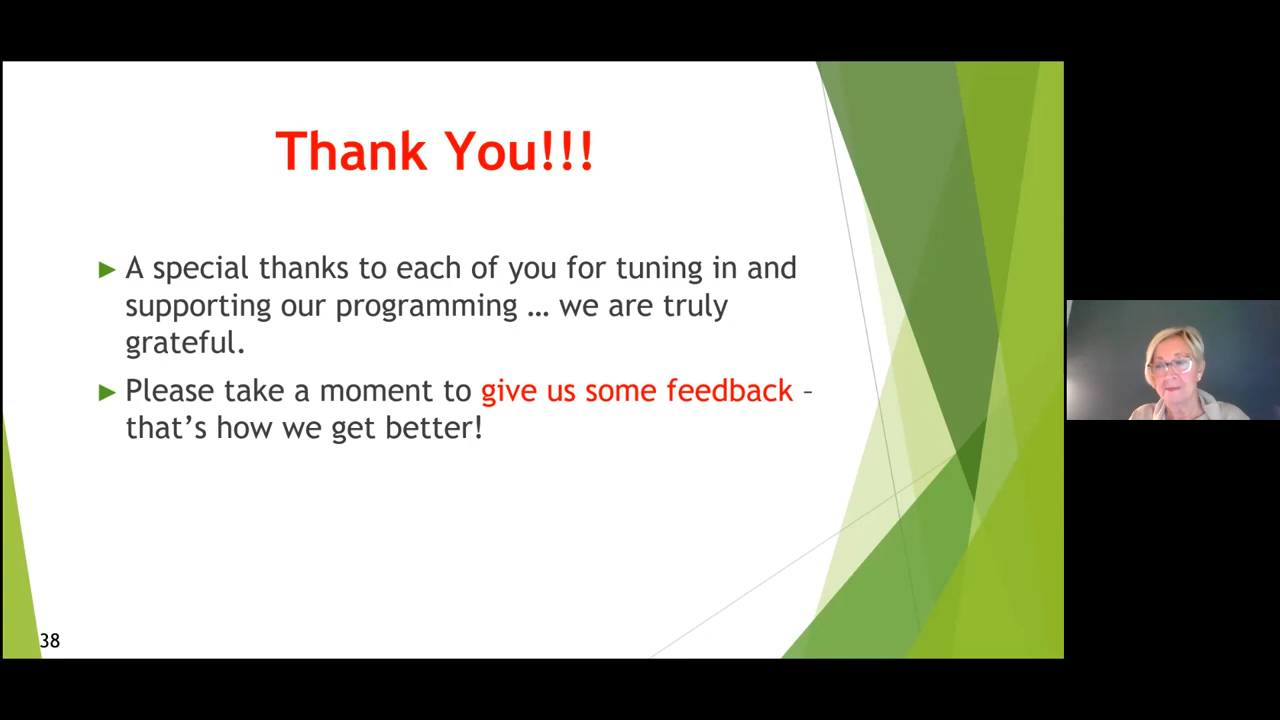 Thank You!!!
► A special thanks to each of you for tuning in and
supporting our programming … we are truly
grateful.
► Please take a moment to give us some feedback –
that’s how we get better!
38